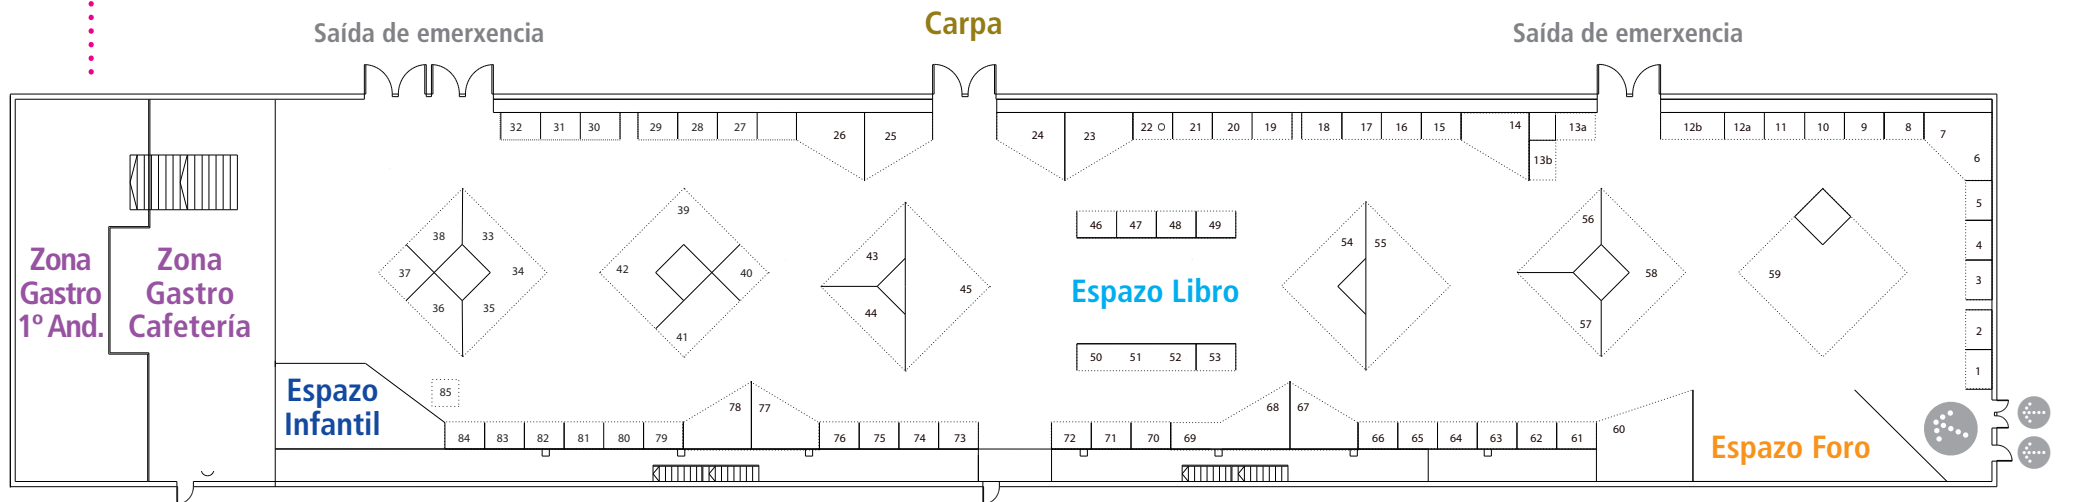 Carpa
Saída de emerxencia
Saída de emerxencia
32 31 30 29 28 27 26 25 24 23 22 21 20 19 18 17 16 15 14 13a 12b 12a 11 10 9 8 7
13b
6
5
4
3
2
1
38 33
37 34
36 35
39
42 40
41
43
44
45
46 47 48 49
Espazo Libro
50 51 52 53
54 55
56
58
57
59
Zona
Gastro
1º And.
Zona
Gastro
Cafetería
Espazo
Infantil
85
84 83 82 81 80 79 78 77 76 75 74 73 72 71 70 69 68 67 66 65 64 63 62 61 60
Espazo Foro